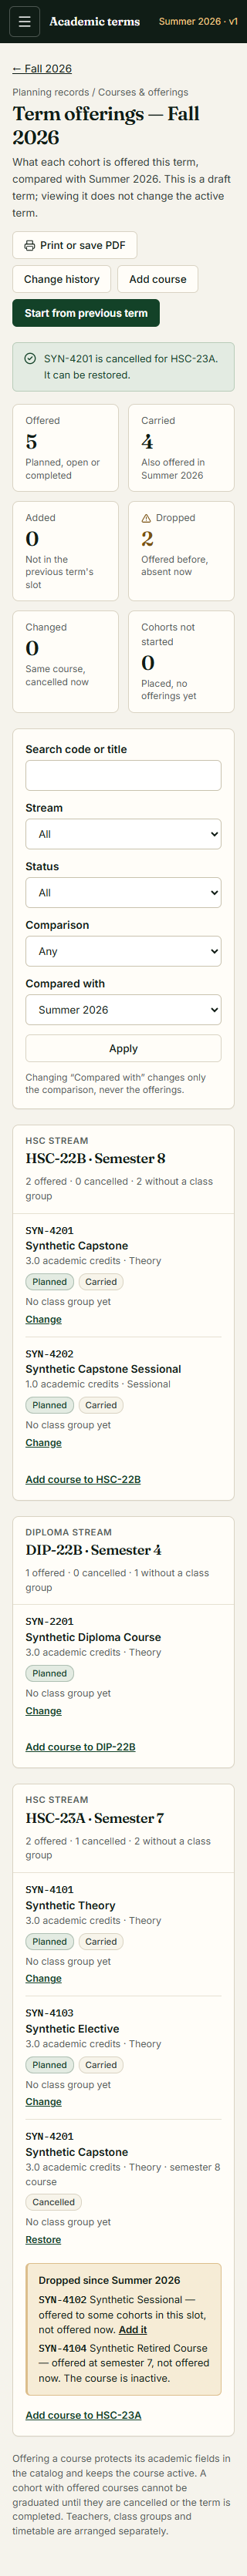 Academic terms
Summer 2026 · v1
← Fall 2026
Planning records / Courses & offerings
Term offerings — Fall
2026
What each cohort is offered this term,
compared with Summer 2026. This is a draft
term; viewing it does not change the active
term.
Print or save PDF
Change history
Add course
Start from previous term
SYN-4201 is cancelled for HSC-23A.
It can be restored.
Offered
5
Planned, open or
completed
Carried
4
Also offered in
Summer 2026
Added
0
Not in the
previous term's
slot
Dropped
2
Offered before,
absent now
Changed
0
Same course,
cancelled now
Cohorts not
started
0
Placed, no
offerings yet
Search code or title
Stream
All
Status
All
Comparison
Any
Compared with
Summer 2026
Apply
Changing “Compared with” changes only
the comparison, never the offerings.
HSC STREAM
HSC-22B · Semester 8
2 offered · 0 cancelled · 2 without a class
group
SYN-4201
Synthetic Capstone
3.0 academic credits · Theory
Planned Carried
No class group yet
Change
SYN-4202
Synthetic Capstone Sessional
1.0 academic credits · Sessional
Planned Carried
No class group yet
Change
Add course to HSC-22B
DIPLOMA STREAM
DIP-22B · Semester 4
1 offered · 0 cancelled · 1 without a class
group
SYN-2201
Synthetic Diploma Course
3.0 academic credits · Theory
Planned
No class group yet
Change
Add course to DIP-22B
HSC STREAM
HSC-23A · Semester 7
2 offered · 1 cancelled · 2 without a class
group
SYN-4101
Synthetic Theory
3.0 academic credits · Theory
Planned Carried
No class group yet
Change
SYN-4103
Synthetic Elective
3.0 academic credits · Theory
Planned Carried
No class group yet
Change
SYN-4201
Synthetic Capstone
3.0 academic credits · Theory · semester 8
course
Cancelled
No class group yet
Restore
Dropped since Summer 2026
SYN-4102 Synthetic Sessional —
offered to some cohorts in this slot,
not offered now. Add it
SYN-4104 Synthetic Retired Course
— offered at semester 7, not offered
now. The course is inactive.
Add course to HSC-23A
Offering a course protects its academic fields in
the catalog and keeps the course active. A
cohort with offered courses cannot be
graduated until they are cancelled or the term is
completed. Teachers, class groups and
timetable are arranged separately.